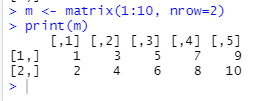 > m <- matrix(1:10, nrow=2)
> print(m)
     [,1] [,2] [,3] [,4] [,5]
[1,]    1    3    5    7    9
[2,]    2    4    6    8   10
>